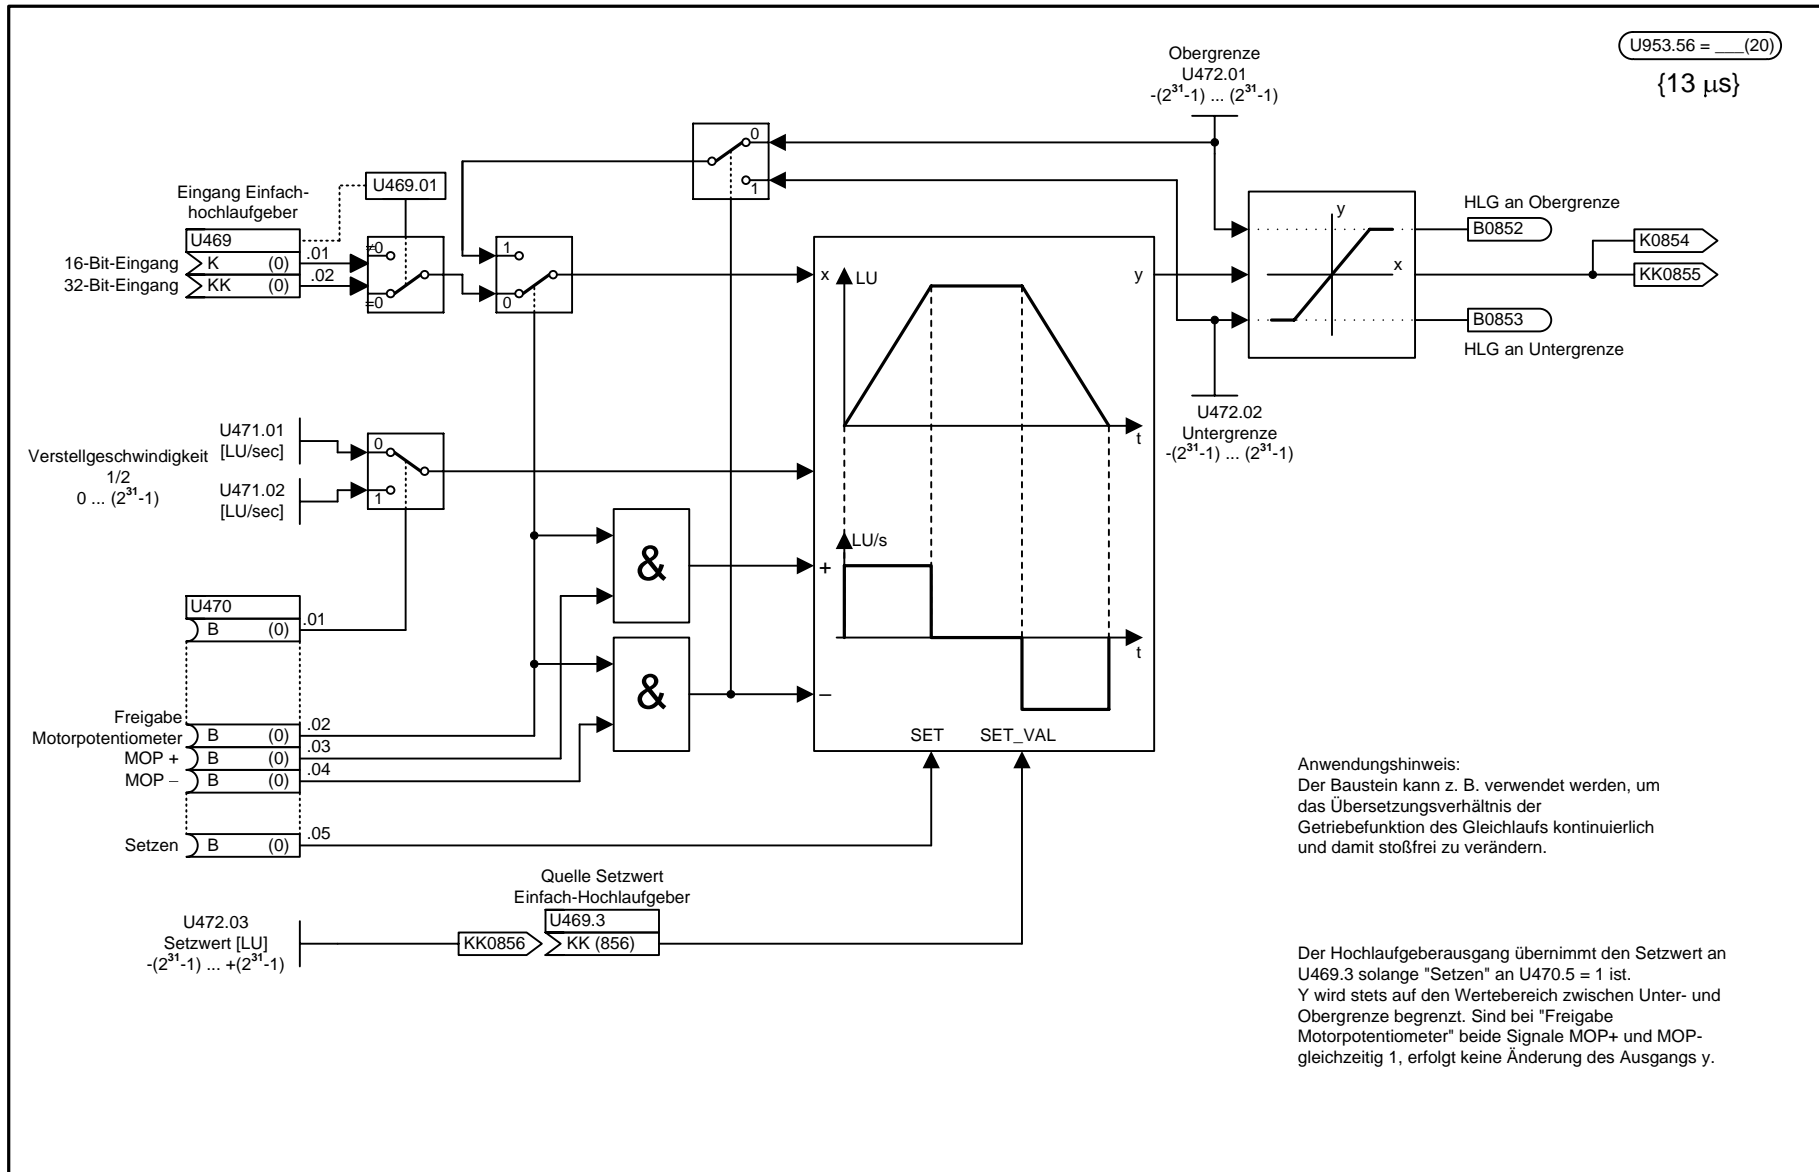 U953.56 = ___(20)
{13 µs}
Obergrenze
U472.01
-(2³¹-1) ... (2³¹-1)
0
1
Eingang Einfach-
hochlaufgeber
U469.01
U469
16-Bit-Eingang
K (0)
.01
32-Bit-Eingang
KK (0)
.02
≠0
=0
1
0
x
LU
y
t
y
x
HLG an Obergrenze
B0852
K0854
KK0855
B0853
HLG an Untergrenze
U472.02
Untergrenze
-(2³¹-1) ... (2³¹-1)
Verstellgeschwindigkeit
1/2
0 ... (2³¹-1)
U471.01
[LU/sec]
U471.02
[LU/sec]
0
1
&
+
LU/s
t
&
–
SET
SET_VAL
U470
B (0)
.01
Freigabe
Motorpotentiometer
B (0)
.02
MOP +
B (0)
.03
MOP –
B (0)
.04
Setzen
B (0)
.05
Quelle Setzwert
Einfach-Hochlaufgeber
U469.3
KK (856)
KK0856
U472.03
Setzwert [LU]
-(2³¹-1) ... +(2³¹-1)
Anwendungshinweis:
Der Baustein kann z. B. verwendet werden, um
das Übersetzungsverhältnis der
Getriebefunktion des Gleichlaufs kontinuierlich
und damit stoßfrei zu verändern.
Der Hochlaufgeberausgang übernimmt den Setzwert an
U469.3 solange "Setzen" an U470.5 = 1 ist.
Y wird stets auf den Wertebereich zwischen Unter- und
Obergrenze begrenzt. Sind bei "Freigabe
Motorpotentiometer" beide Signale MOP+ und MOP-
gleichzeitig 1, erfolgt keine Änderung des Ausgangs y.